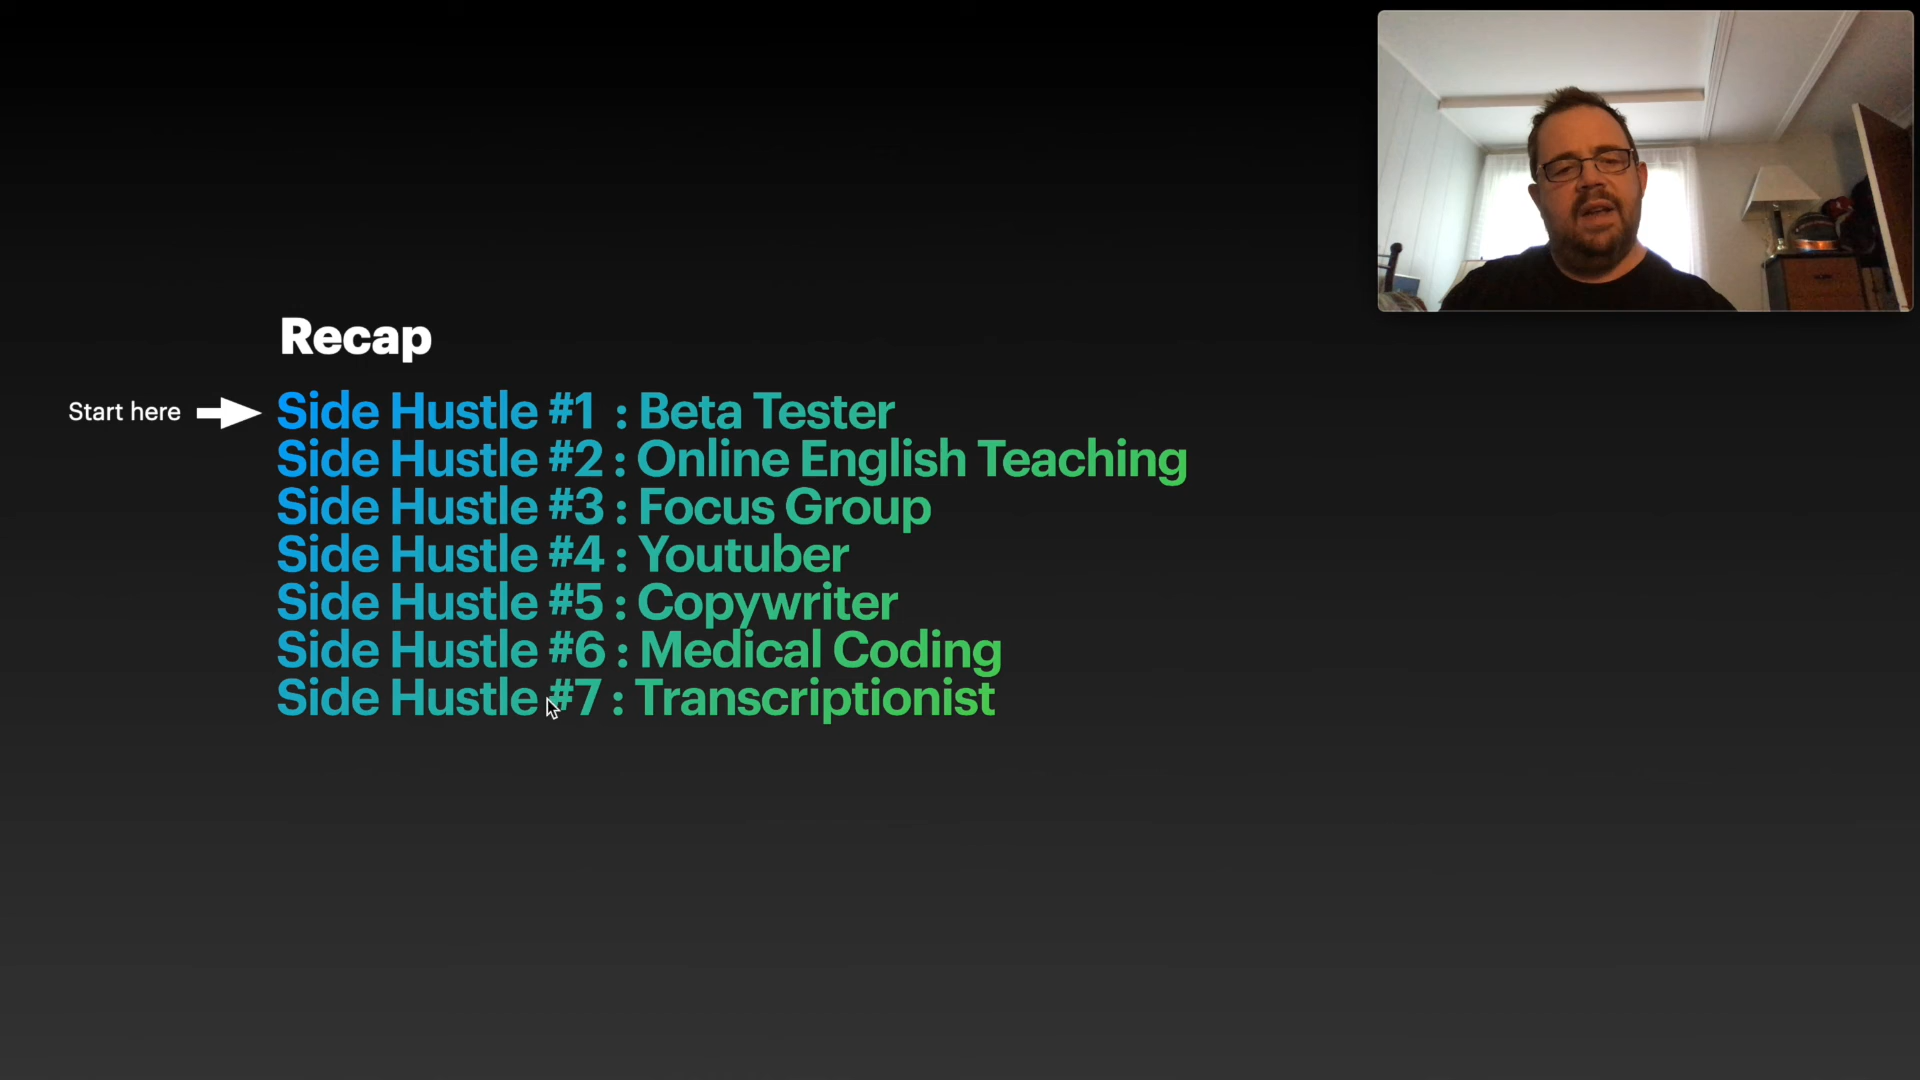 Recap
Start here
Side Hustle #1 : Beta Tester
Side Hustle #2 : Online English Teaching
Side Hustle #3 : Focus Group
Side Hustle #4 : Youtuber
Side Hustle #5 : Copywriter
Side Hustle #6 : Medical Coding
Side Hustle #7 : Transcriptionist